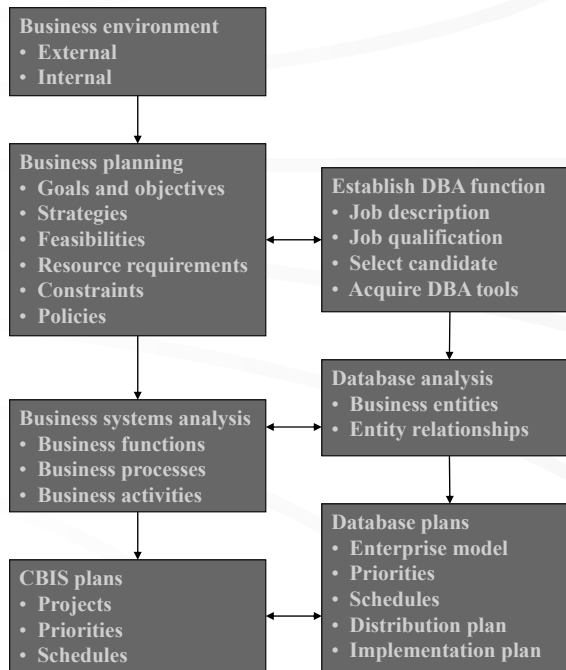 Business environment
• External
• Internal
Business planning
• Goals and objectives
• Strategies
• Feasibilities
• Resource requirements
• Constraints
• Policies
Establish DBA function
• Job description
• Job qualification
• Select candidate
• Acquire DBA tools
Business systems analysis
• Business functions
• Business processes
• Business activities
Database analysis
• Business entities
• Entity relationships
CBIS plans
• Projects
• Priorities
• Schedules
Database plans
• Enterprise model
• Priorities
• Schedules
• Distribution plan
• Implementation plan